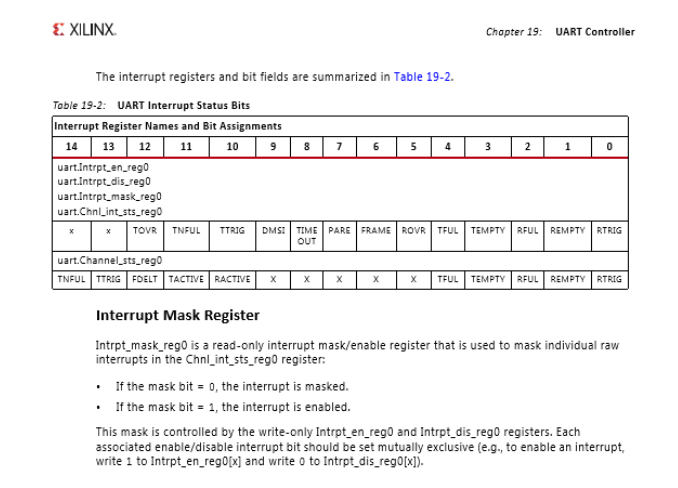 XILINX.
Chapter 19: UART Controller
The interrupt registers and bit fields are summarized in Table 19-2.
Table 19-2: UART Interrupt Status Bits
Interrupt Register Names and Bit Assignments
14 13 12 11 10 9 8 7 6 5 4 3 2 1 0
uart.Intrpt_en_reg0
uart.Intrpt_dis_reg0
uart.Intrpt_mask_reg0
uart.Chnl_int_sts_reg0
x x TOVR TNFUL TTRIG DMSI TIME OUT PARE FRAME ROVR TFUL TEMPTY RFUL REMPTY RTRIG
uart.Channel_sts_reg0
TNFUL TTRIG FDELT TACTIVE RACTIVE X X X X X TFUL TEMPTY RFUL REMPTY RTRIG
Interrupt Mask Register
Intrpt_mask_reg0 is a read-only interrupt mask/enable register that is used to mask individual raw
interrupts in the Chnl_int_sts_reg0 register:
• If the mask bit = 0, the interrupt is masked.
• If the mask bit = 1, the interrupt is enabled.
This mask is controlled by the write-only Intrpt_en_reg0 and Intrpt_dis_reg0 registers. Each
associated enable/disable interrupt bit should be set mutually exclusive (e.g., to enable an interrupt,
write 1 to Intrpt_en_reg0[x] and write 0 to Intrpt_dis_reg0[x]).